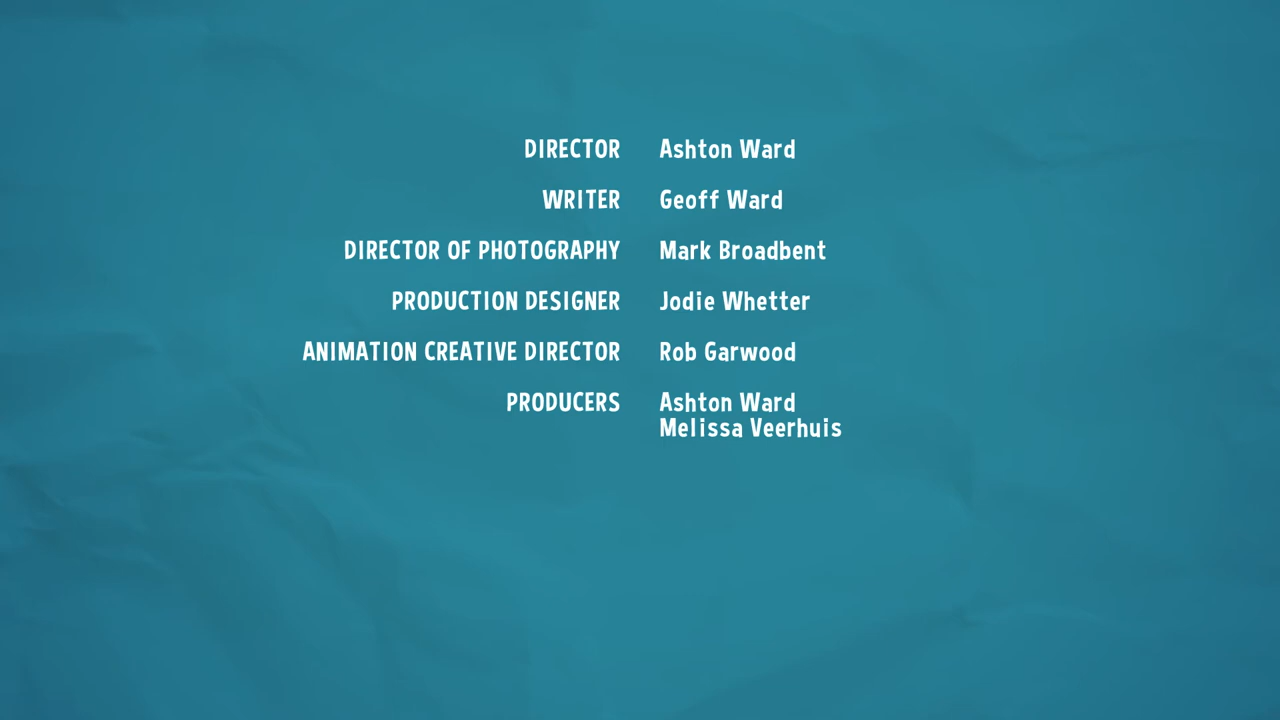 DIRECTOR Ashton Ward
WRITER Geoff Ward
DIRECTOR OF PHOTOGRAPHY Mark Broadbent
PRODUCTION DESIGNER Jodie Whetter
ANIMATION CREATIVE DIRECTOR Rob Garwood
PRODUCERS Ashton Ward
Melissa Veerhuis